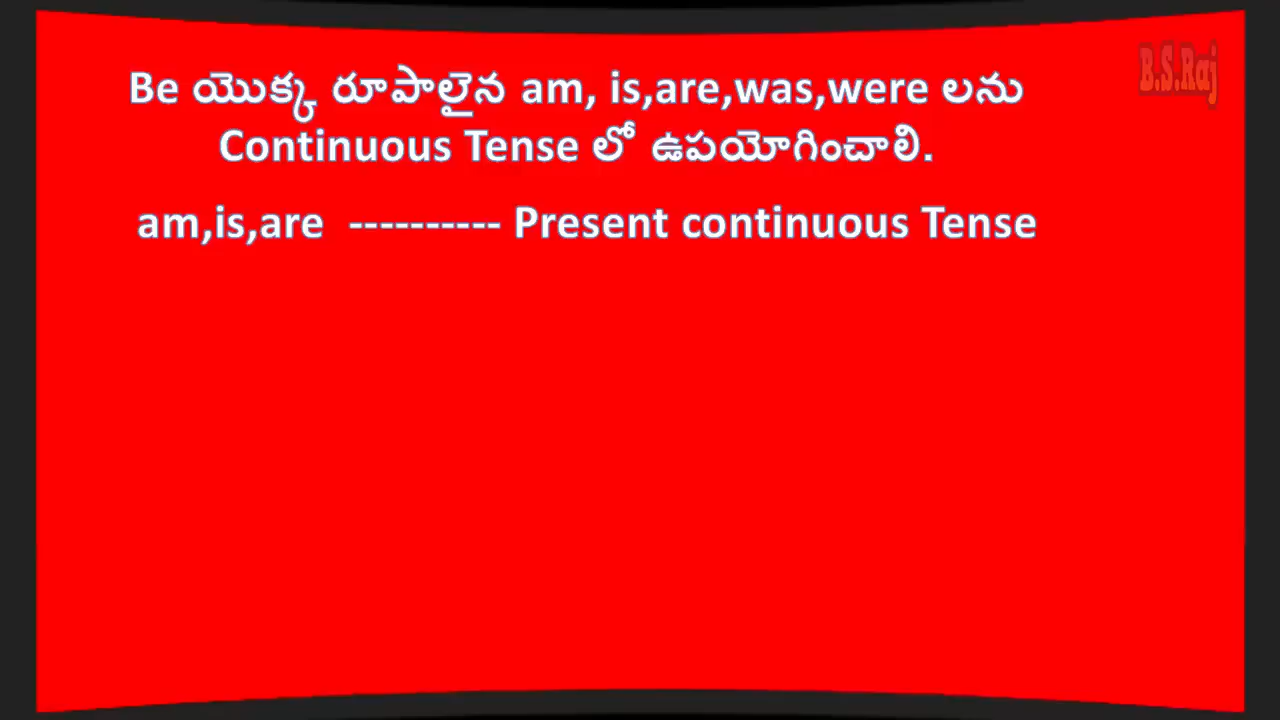 B.S.Raj
Be యొక్క రూపాలైన am, is,are,was,were లను
Continuous Tense లో ఉపయోగించాలి.
am,is,are ---------- Present continuous Tense